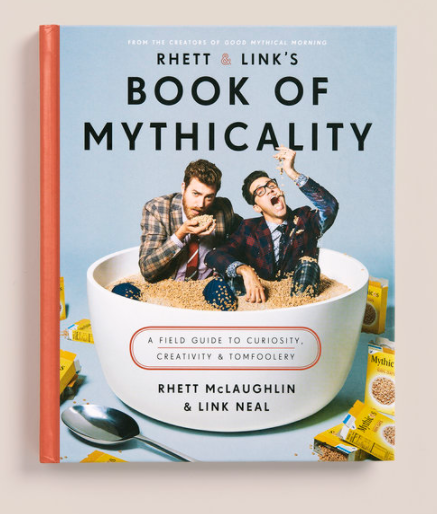 FROM THE CREATORS OF GOOD MYTHICAL MORNING
RHETT & LINK'S
BOOK OF
MYTHICALITY
A FIELD GUIDE TO CURIOSITY,
CREATIVITY & TOMFOOLERY
RHETT McLAUGHLIN
& LINK NEAL
Mythic